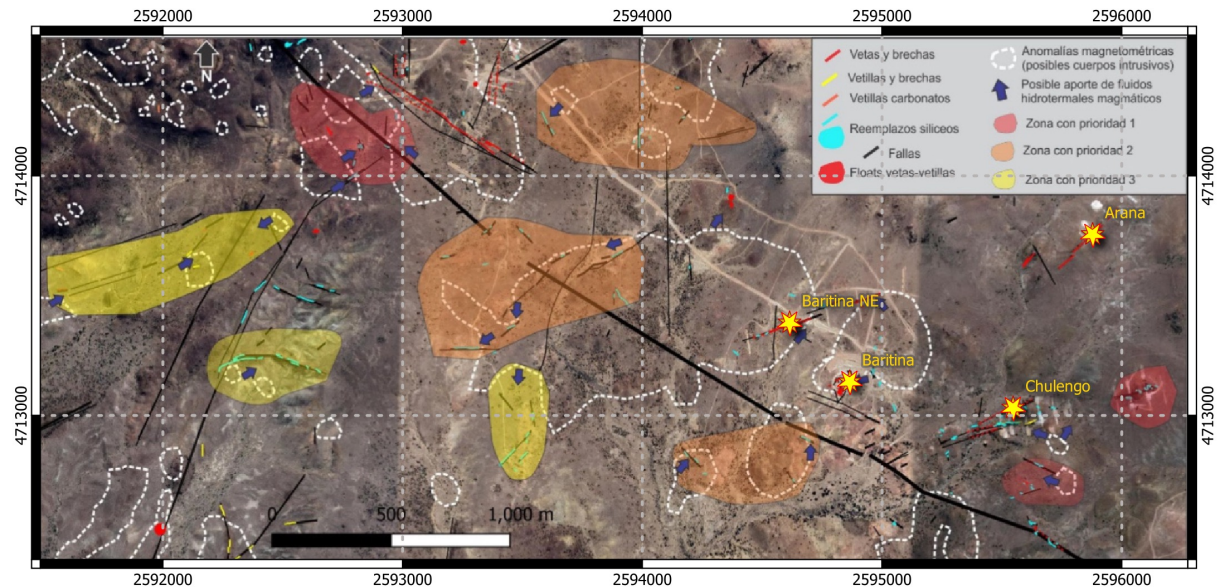 2592000 2593000 2594000 2595000 2596000
N
Vetas y brechas
Vetillas y brechas
Vetillas carbonatos
Reemplazos siliceos
Fallas
Floats vetas-vetillas
Anomalías magnetométricas
(posibles cuerpos intrusivos)
Posible aporte de fluidos
hidrotermales magmáticos
Zona con prioridad 1
Zona con prioridad 2
Zona con prioridad 3
4714000
4714000
Arana
Baritina NE
Baritina
Chulengo
4713000
4713000
0 500 1,000 m
2592000 2593000 2594000 2595000 2596000